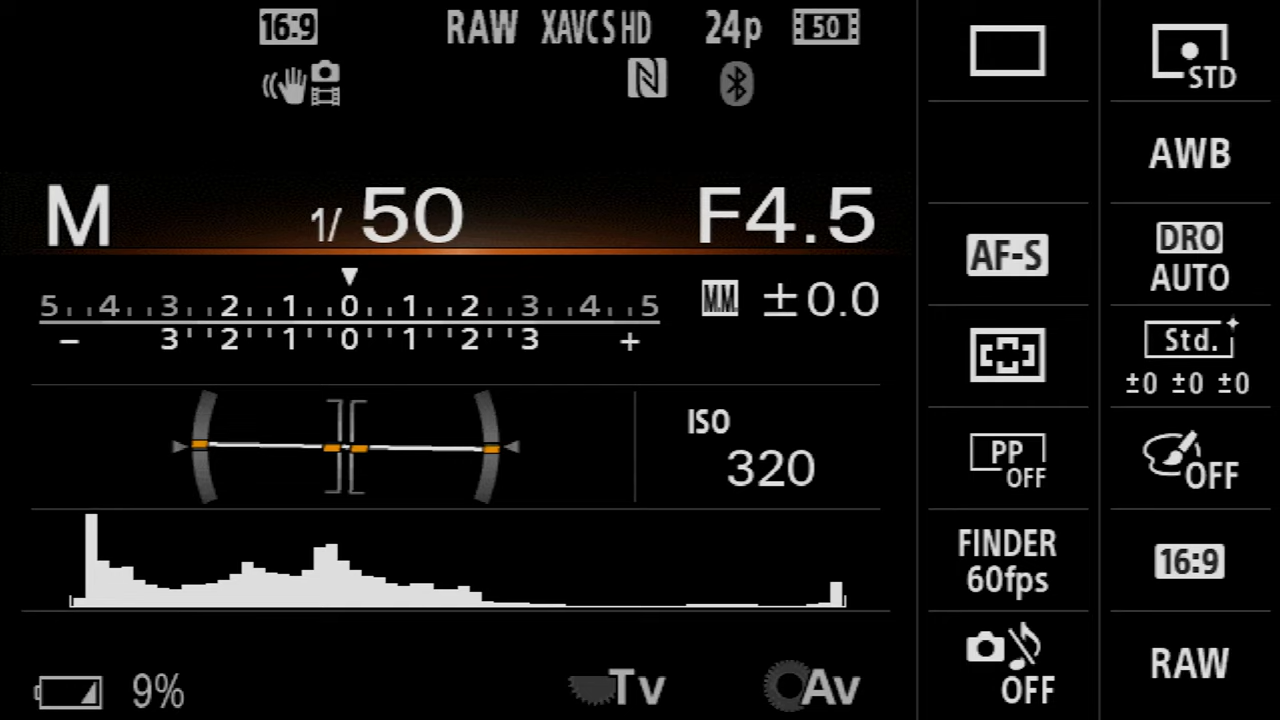 16:9 RAW XAVC S HD 24p 50
M 1/50 F4.5
5 4 3 2 1 0 1 2 3 4 5
M.M. ±0.0
− 3 2 1 0 1 2 3 +
ISO
320
9% Tv Av
AF-S
PP
OFF
FINDER
60fps
OFF
STD
AWB
DRO
AUTO
Std.
±0 ±0 ±0
OFF
16:9
RAW